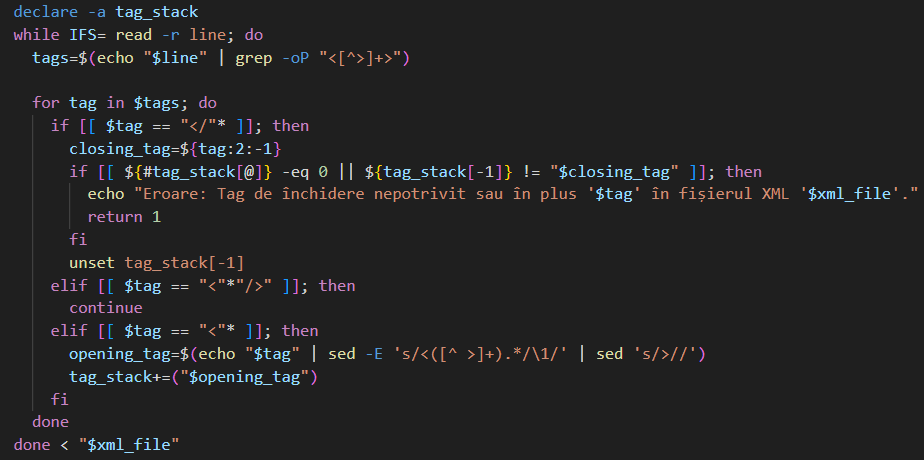 declare -a tag_stack
while IFS= read -r line; do
  tags=$(echo "$line" | grep -oP "<[^>]+>")

  for tag in $tags; do
    if [[ $tag == "</"* ]]; then
      closing_tag=${tag:2:-1}
      if [[ ${#tag_stack[@]} -eq 0 || ${tag_stack[-1]} != "$closing_tag" ]]; then
        echo "Eroare: Tag de închidere nepotrivit sau în plus '$tag' în fișierul XML '$xml_file'."
        return 1
      fi
      unset tag_stack[-1]
    elif [[ $tag == "<"*"/>" ]]; then
      continue
    elif [[ $tag == "<"* ]]; then
      opening_tag=$(echo "$tag" | sed -E 's/<([^ >]+).*/\1/' | sed 's/>//')
      tag_stack+=("$opening_tag")
    fi
  done
done < "$xml_file"